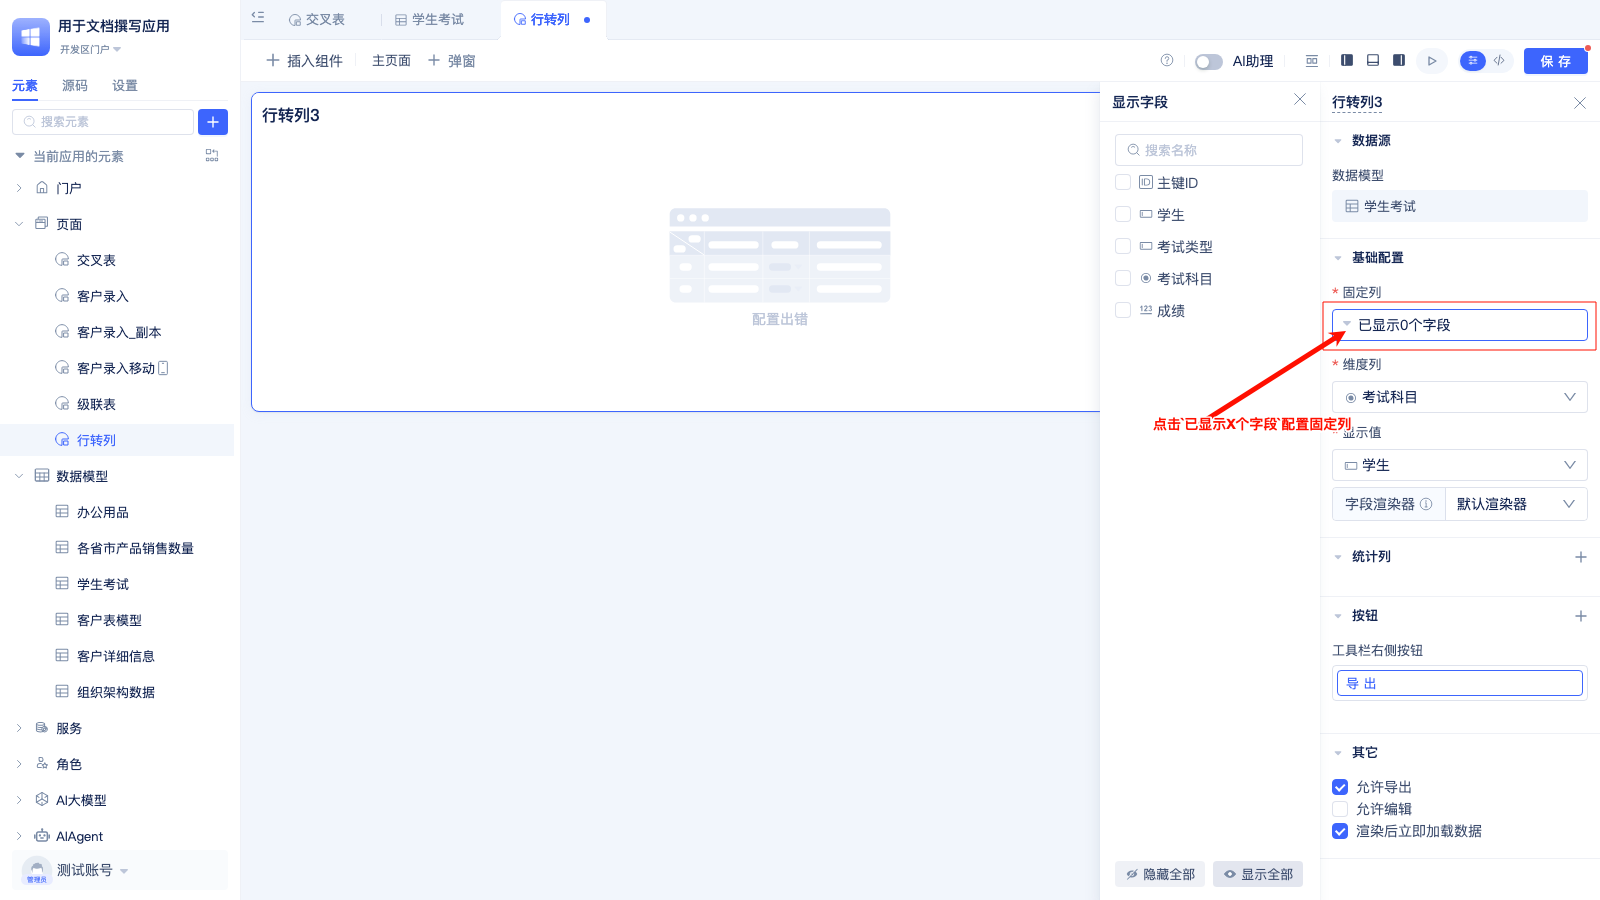 用于文档撰写应用
开发区门户
元素
源码
设置
搜索元素
当前应用的元素
门户
页面
交叉表
客户录入
客户录入_副本
客户录入移动
级联表
行转列
数据模型
办公用品
各省市产品销售数量
学生考试
客户表模型
客户详细信息
组织架构数据
服务
角色
AI大模型
AIAgent
管理员
测试账号
交叉表
学生考试
行转列
插入组件
主页面
弹窗
AI助理
保 存
行转列3
配置出错
显示字段
搜索名称
主键ID
学生
考试类型
考试科目
123 成绩
隐藏全部
显示全部
点击`已显示X个字段`配置固定列
行转列3
数据源
数据模型
学生考试
基础配置
* 固定列
已显示0个字段
* 维度列
考试科目
* 显示值
学生
字段渲染器
默认渲染器
统计列
按钮
工具栏右侧按钮
导 出
其它
允许导出
允许编辑
渲染后立即加载数据